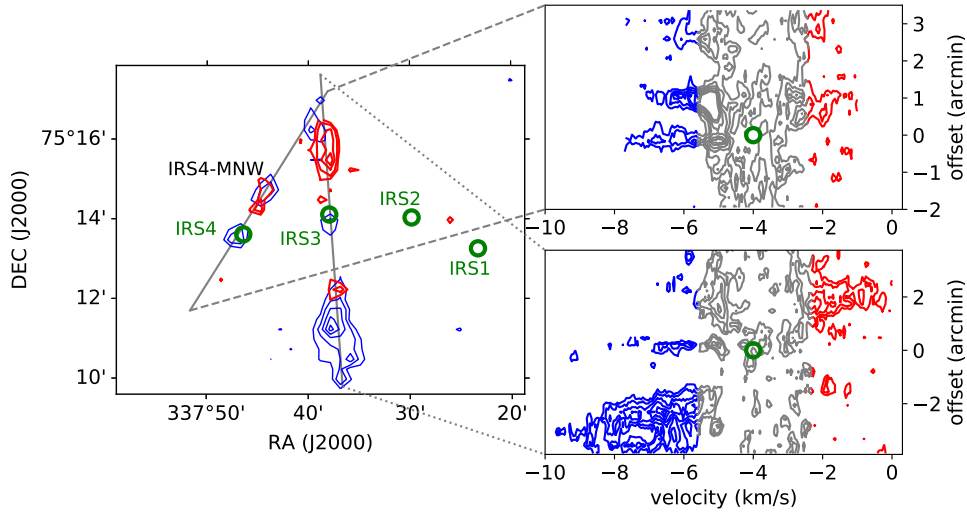 75°16'
14'
12'
10'
337°50'
40'
30'
20'
RA (J2000)
DEC (J2000)
IRS4-MNW
IRS4
IRS3
IRS2
IRS1
3
2
1
0
−1
−2
offset (arcmin)
−10
−8
−6
−4
−2
0
2
0
−2
offset (arcmin)
−10
−8
−6
−4
−2
0
velocity (km/s)